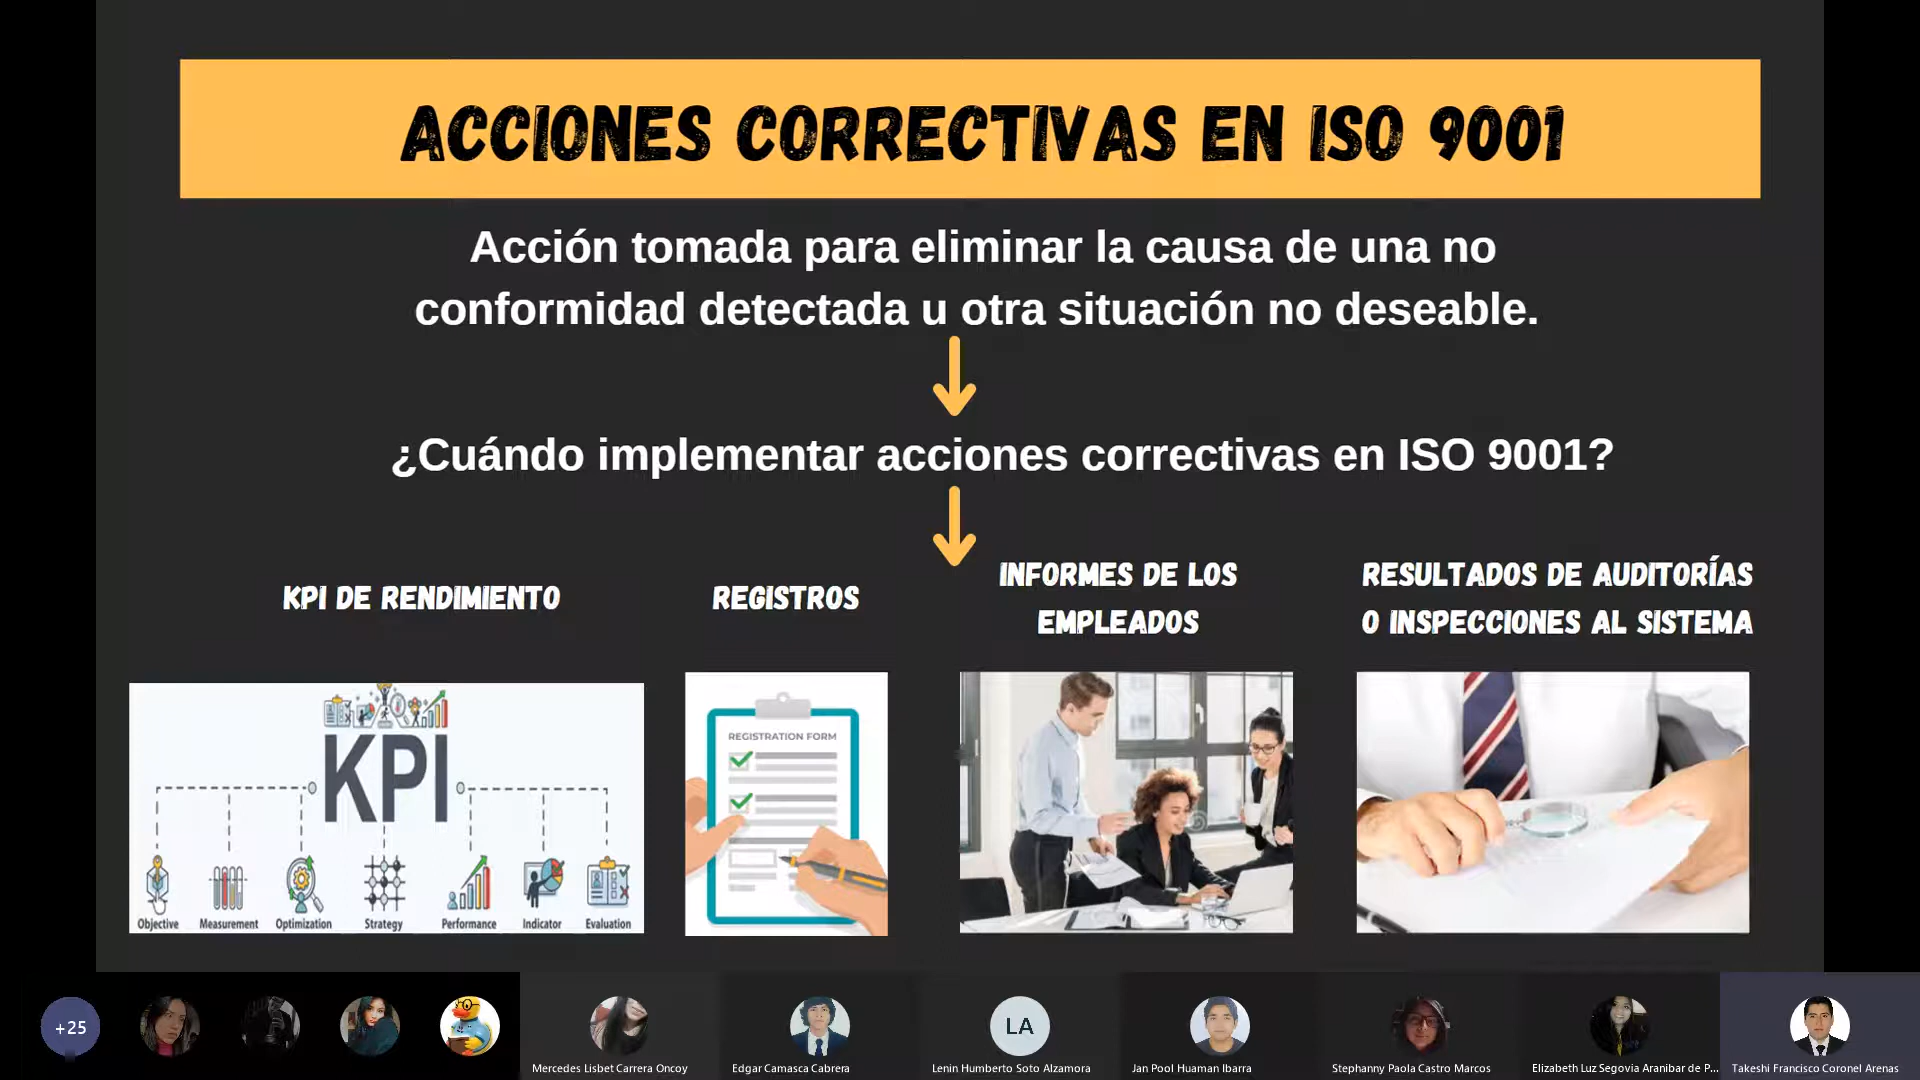 ACCIONES CORRECTIVAS EN ISO 9001
Acción tomada para eliminar la causa de una no
conformidad detectada u otra situación no deseable.
¿Cuándo implementar acciones correctivas en ISO 9001?
KPI DE RENDIMIENTO
REGISTROS
INFORMES DE LOS
EMPLEADOS
RESULTADOS DE AUDITORÍAS
O INSPECCIONES AL SISTEMA
KPI
Objective
Measurement
Optimization
Strategy
Performance
Indicator
Evaluation
REGISTRATION FORM
+25
LA
Mercedes Lisbet Carrera Oncoy
Edgar Camasca Cabrera
Lenin Humberto Soto Alzamora
Jan Pool Huaman Ibarra
Stephanny Paola Castro Marcos
Elizabeth Luz Segovia Aranibar de P...
Takeshi Francisco Coronel Arenas